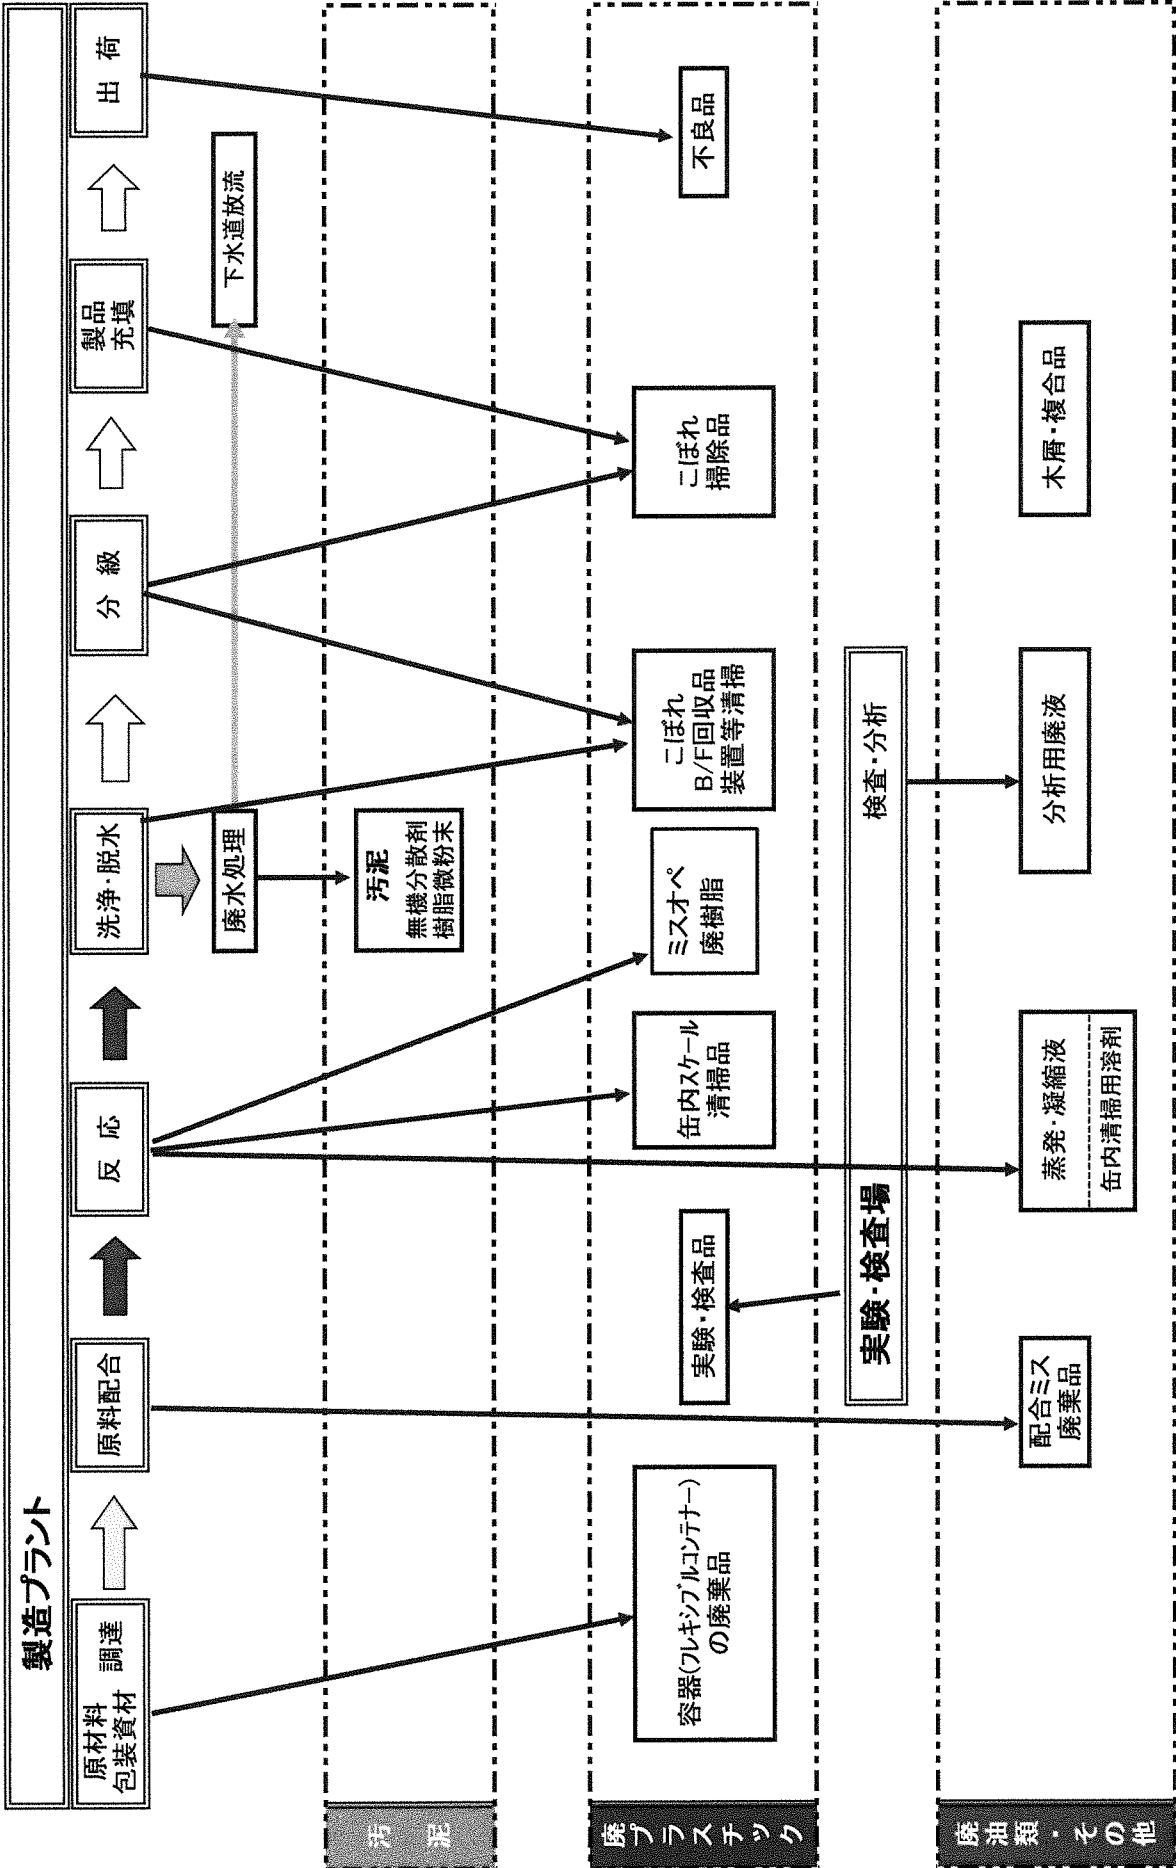 製造プラント
原材料
包装資材
調達
原料配合
反 応
洗浄・脱水
分 級
製品
充填
出 荷
廃水処理
下水道放流
汚 泥
汚泥
無機分散剤
樹脂微粉末
廃プラスチック
容器(フレキシブルコンテナー)
の廃棄品
実験・検査品
缶内スケール
清掃品
ミスオペ
廃樹脂
こぼれ
B/F回収品
装置等清掃
こぼれ
掃除品
不良品
実験・検査場
検査・分析
廃油類・その他
配合ミス
廃棄品
蒸発・凝縮液
缶内清掃用溶剤
分析用廃液
木屑・複合品